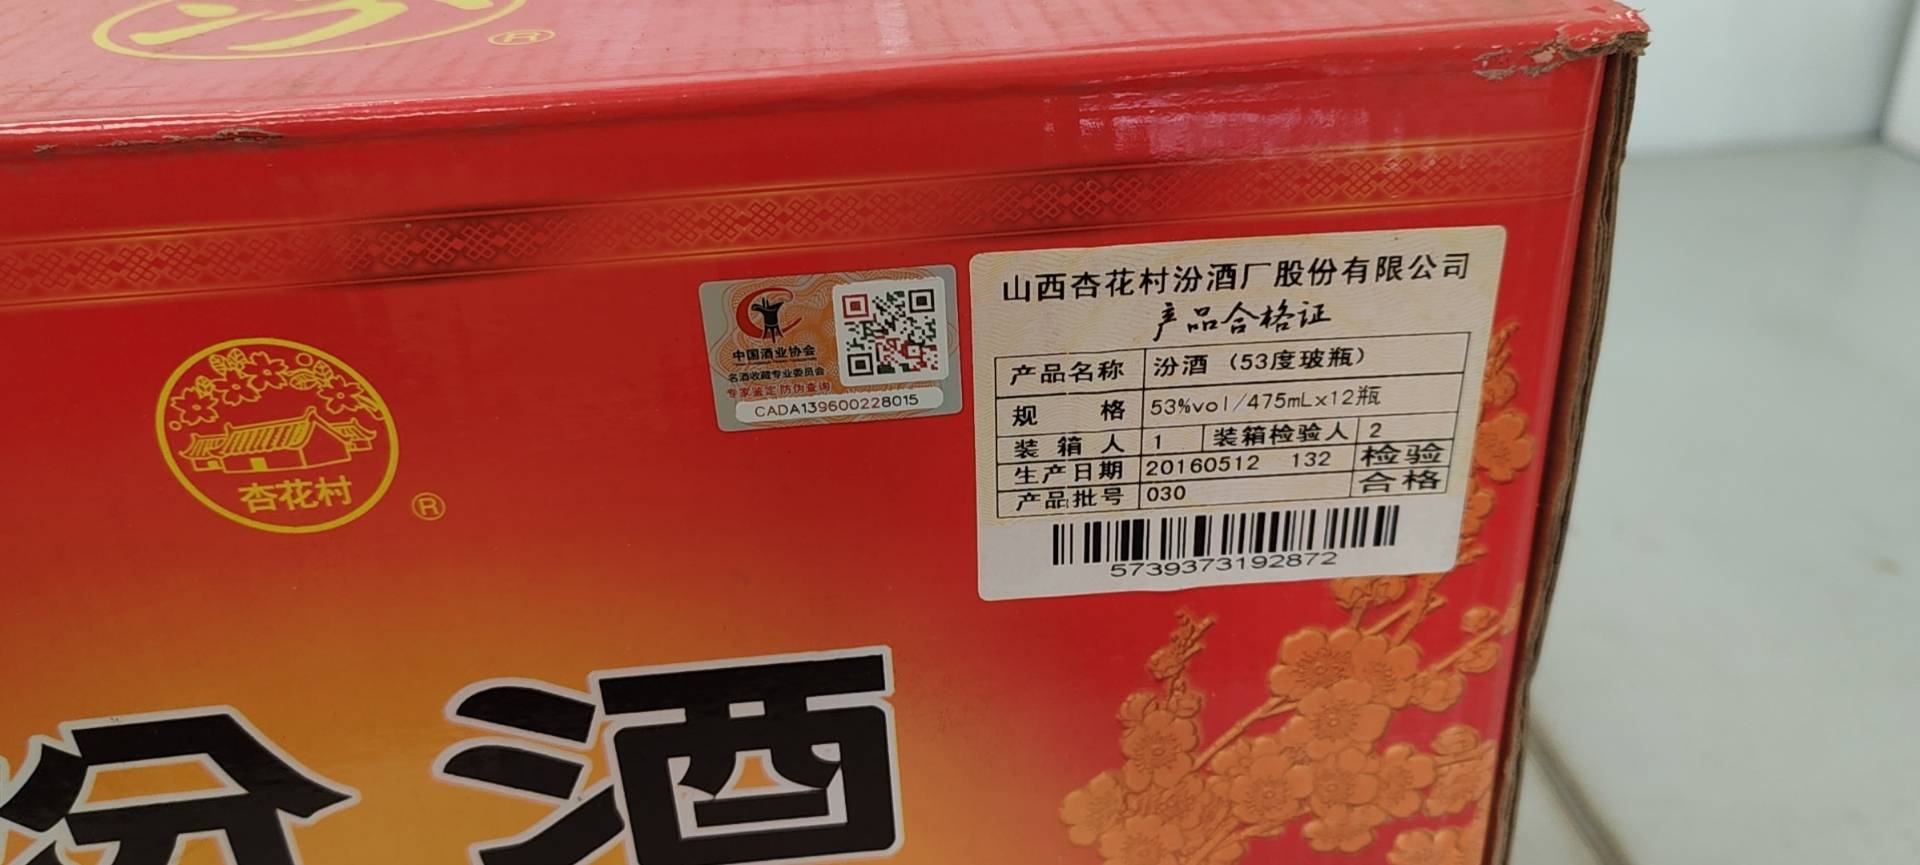 汾
®
杏花村
®
中国酒业协会
名酒收藏专业委员会
专家鉴定 防伪查询
CADA139600228015
山西杏花村汾酒厂股份有限公司
产品合格证
产品名称 汾酒（53度玻瓶）
规 格 53%vol/475mLx12瓶
装箱人 1 装箱检验人 2
生产日期 20160512 132 检验
产品批号 030 合格
5739373192872
汾酒